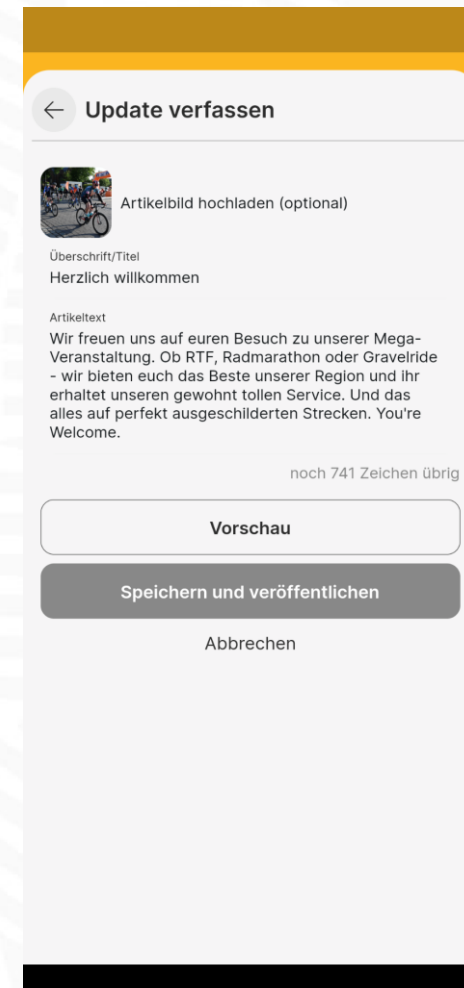 Update verfassen
Artikelbild hochladen (optional)
Überschrift/Titel
Herzlich willkommen
Artikeltext
Wir freuen uns auf euren Besuch zu unserer Mega-
Veranstaltung. Ob RTF, Radmarathon oder Gravelride
- wir bieten euch das Beste unserer Region und ihr
erhaltet unseren gewohnt tollen Service. Und das
alles auf perfekt ausgeschilderten Strecken. You're
Welcome.
noch 741 Zeichen übrig
Vorschau
Speichern und veröffentlichen
Abbrechen